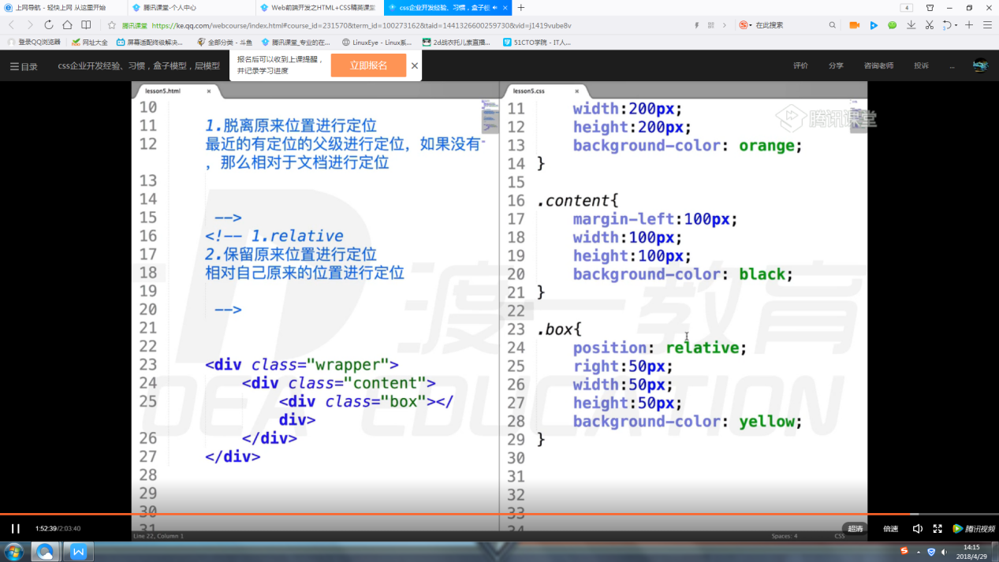 上网导航 - 轻快上网 从这里开始
腾讯课堂-个人中心
Web前端开发之HTML+CSS精英课堂
css企业开发经验、习惯，盒子模
4
腾讯课堂 https://ke.qq.com/webcourse/index.html#course_id=231570&term_id=100273162&taid=1441326600259730&vid=j1419vube8v
在此搜索
登录QQ浏览器
网址大全
屏幕适配终级解决...
全部分类 - 斗鱼
腾讯课堂_专业的在...
LinuxEye - Linux系...
2d战衣托儿素直播...
51CTO学院 - IT人...
目录
css企业开发经验、习惯，盒子模型，层模型
报名后可以收到上课提醒，
并记录学习进度
立即报名
评价
分享
咨询老师
投诉
...
lesson5.html
10
11 1.脱离原来位置进行定位
12 最近的有定位的父级进行定位，如果没有
，那么相对于文档进行定位
13
14
15 -->
16 <!-- 1.relative
17 2.保留原来位置进行定位
18 相对自己原来的位置进行定位
19
20 -->
21
22
23 <div class="wrapper">
24 <div class="content">
25 <div class="box"></
div>
26 </div>
27 </div>
28
29
30
31
lesson5.css
11 width:200px;
12 height:200px;
13 background-color: orange;
14 }
15
16 .content{
17 margin-left:100px;
18 width:100px;
19 height:100px;
20 background-color: black;
21 }
22
23 .box{
24 position: relative;
25 right:50px;
26 width:50px;
27 height:50px;
28 background-color: yellow;
29 }
30
31
32
33
34
腾讯课堂
渡一教育
DEA EDUCATION
Line 22, Column 1
Spaces: 4
CSS
1:52:39/2:03:40
超清
倍速
腾讯视频
14:15
2018/4/29